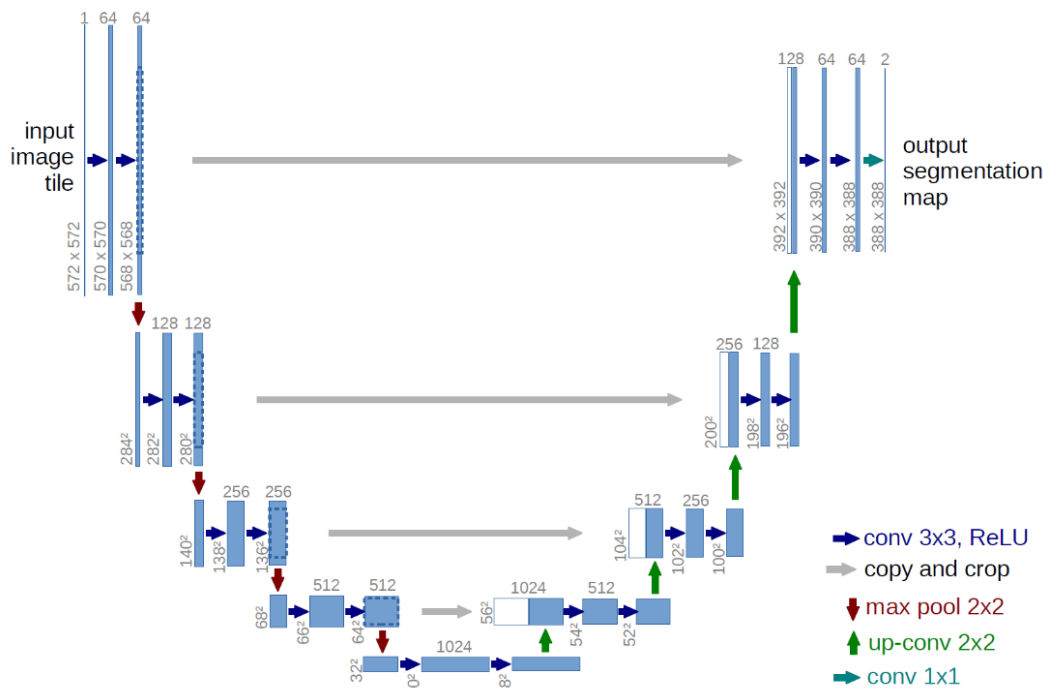 1 64 64
input
image
tile
572 x 572
570 x 570
568 x 568
128 64 64 2
output
segmentation
map
392 x 392
390 x 390
388 x 388
388 x 388
128 128
284²
282²
280²
256 128
200²
198²
196²
256 256
140²
138²
136²
512 256
104²
102²
100²
512 512
68²
66²
64²
1024 512
56²
54²
52²
1024
32²
0²
8²
conv 3x3, ReLU
copy and crop
max pool 2x2
up-conv 2x2
conv 1x1